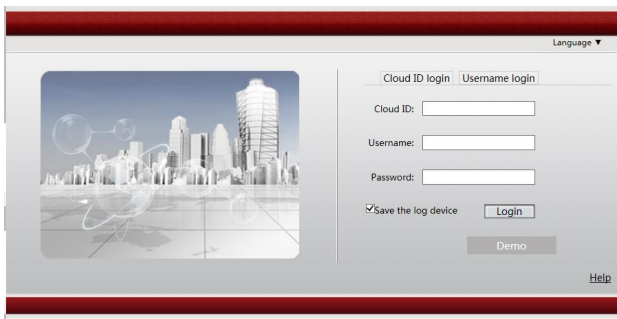 Language ▼
Cloud ID login Username login
Cloud ID:
Username:
Password:
Save the log device Login
Demo
Help